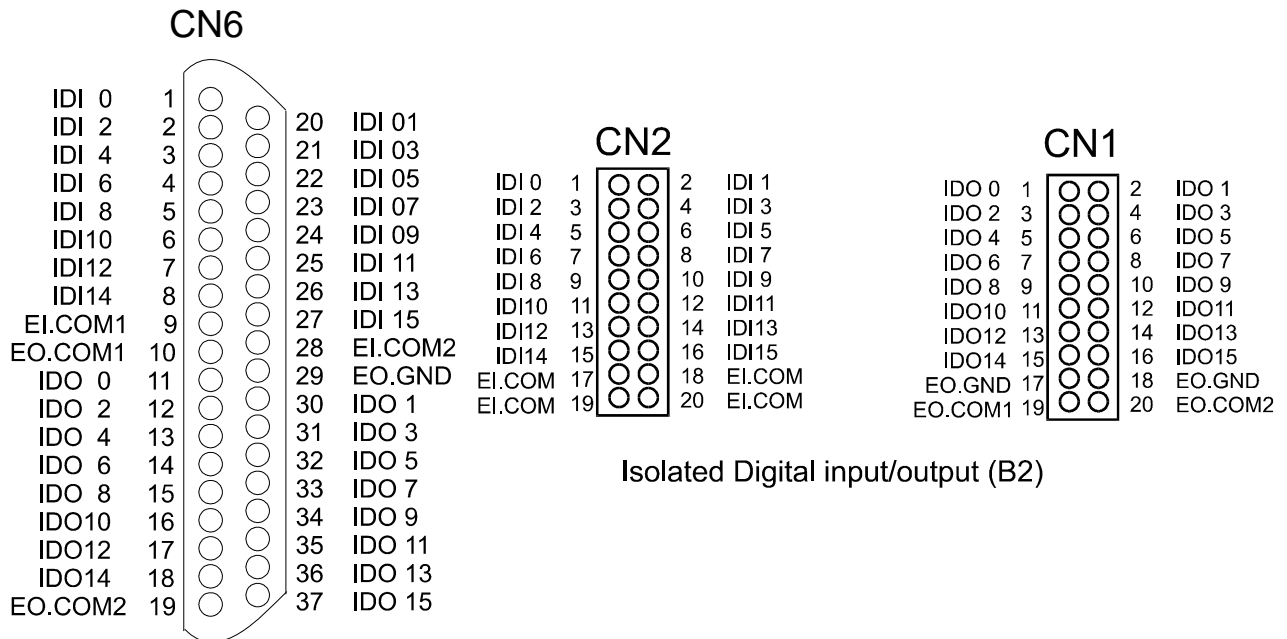 CN6
IDI 0 1
IDI 2 2
IDI 4 3
IDI 6 4
IDI 8 5
IDI10 6
IDI12 7
IDI14 8
EI.COM1 9
EO.COM1 10
IDO 0 11
IDO 2 12
IDO 4 13
IDO 6 14
IDO 8 15
IDO10 16
IDO12 17
IDO14 18
EO.COM2 19
20 IDI 01
21 IDI 03
22 IDI 05
23 IDI 07
24 IDI 09
25 IDI 11
26 IDI 13
27 IDI 15
28 EI.COM2
29 EO.GND
30 IDO 1
31 IDO 3
32 IDO 5
33 IDO 7
34 IDO 9
35 IDO 11
36 IDO 13
37 IDO 15
CN2
IDI 0 1 2 IDI 1
IDI 2 3 4 IDI 3
IDI 4 5 6 IDI 5
IDI 6 7 8 IDI 7
IDI 8 9 10 IDI 9
IDI10 11 12 IDI11
IDI12 13 14 IDI13
IDI14 15 16 IDI15
EI.COM 17 18 EI.COM
EI.COM 19 20 EI.COM
CN1
IDO 0 1 2 IDO 1
IDO 2 3 4 IDO 3
IDO 4 5 6 IDO 5
IDO 6 7 8 IDO 7
IDO 8 9 10 IDO 9
IDO10 11 12 IDO11
IDO12 13 14 IDO13
IDO14 15 16 IDO15
EO.GND 17 18 EO.GND
EO.COM1 19 20 EO.COM2
Isolated Digital input/output (B2)